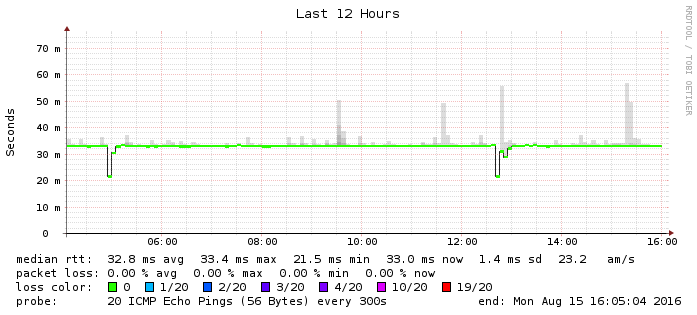 Last 12 Hours
RRDTOOL / TOBI OETIKER
Seconds
70 m
60 m
50 m
40 m
30 m
20 m
10 m
0
06:00 08:00 10:00 12:00 14:00 16:00
median rtt: 32.8 ms avg 33.4 ms max 21.5 ms min 33.0 ms now 1.4 ms sd 23.2 am/s
packet loss: 0.00 % avg 0.00 % max 0.00 % min 0.00 % now
loss color: 0 1/20 2/20 3/20 4/20 10/20 19/20
probe: 20 ICMP Echo Pings (56 Bytes) every 300s end: Mon Aug 15 16:05:04 2016